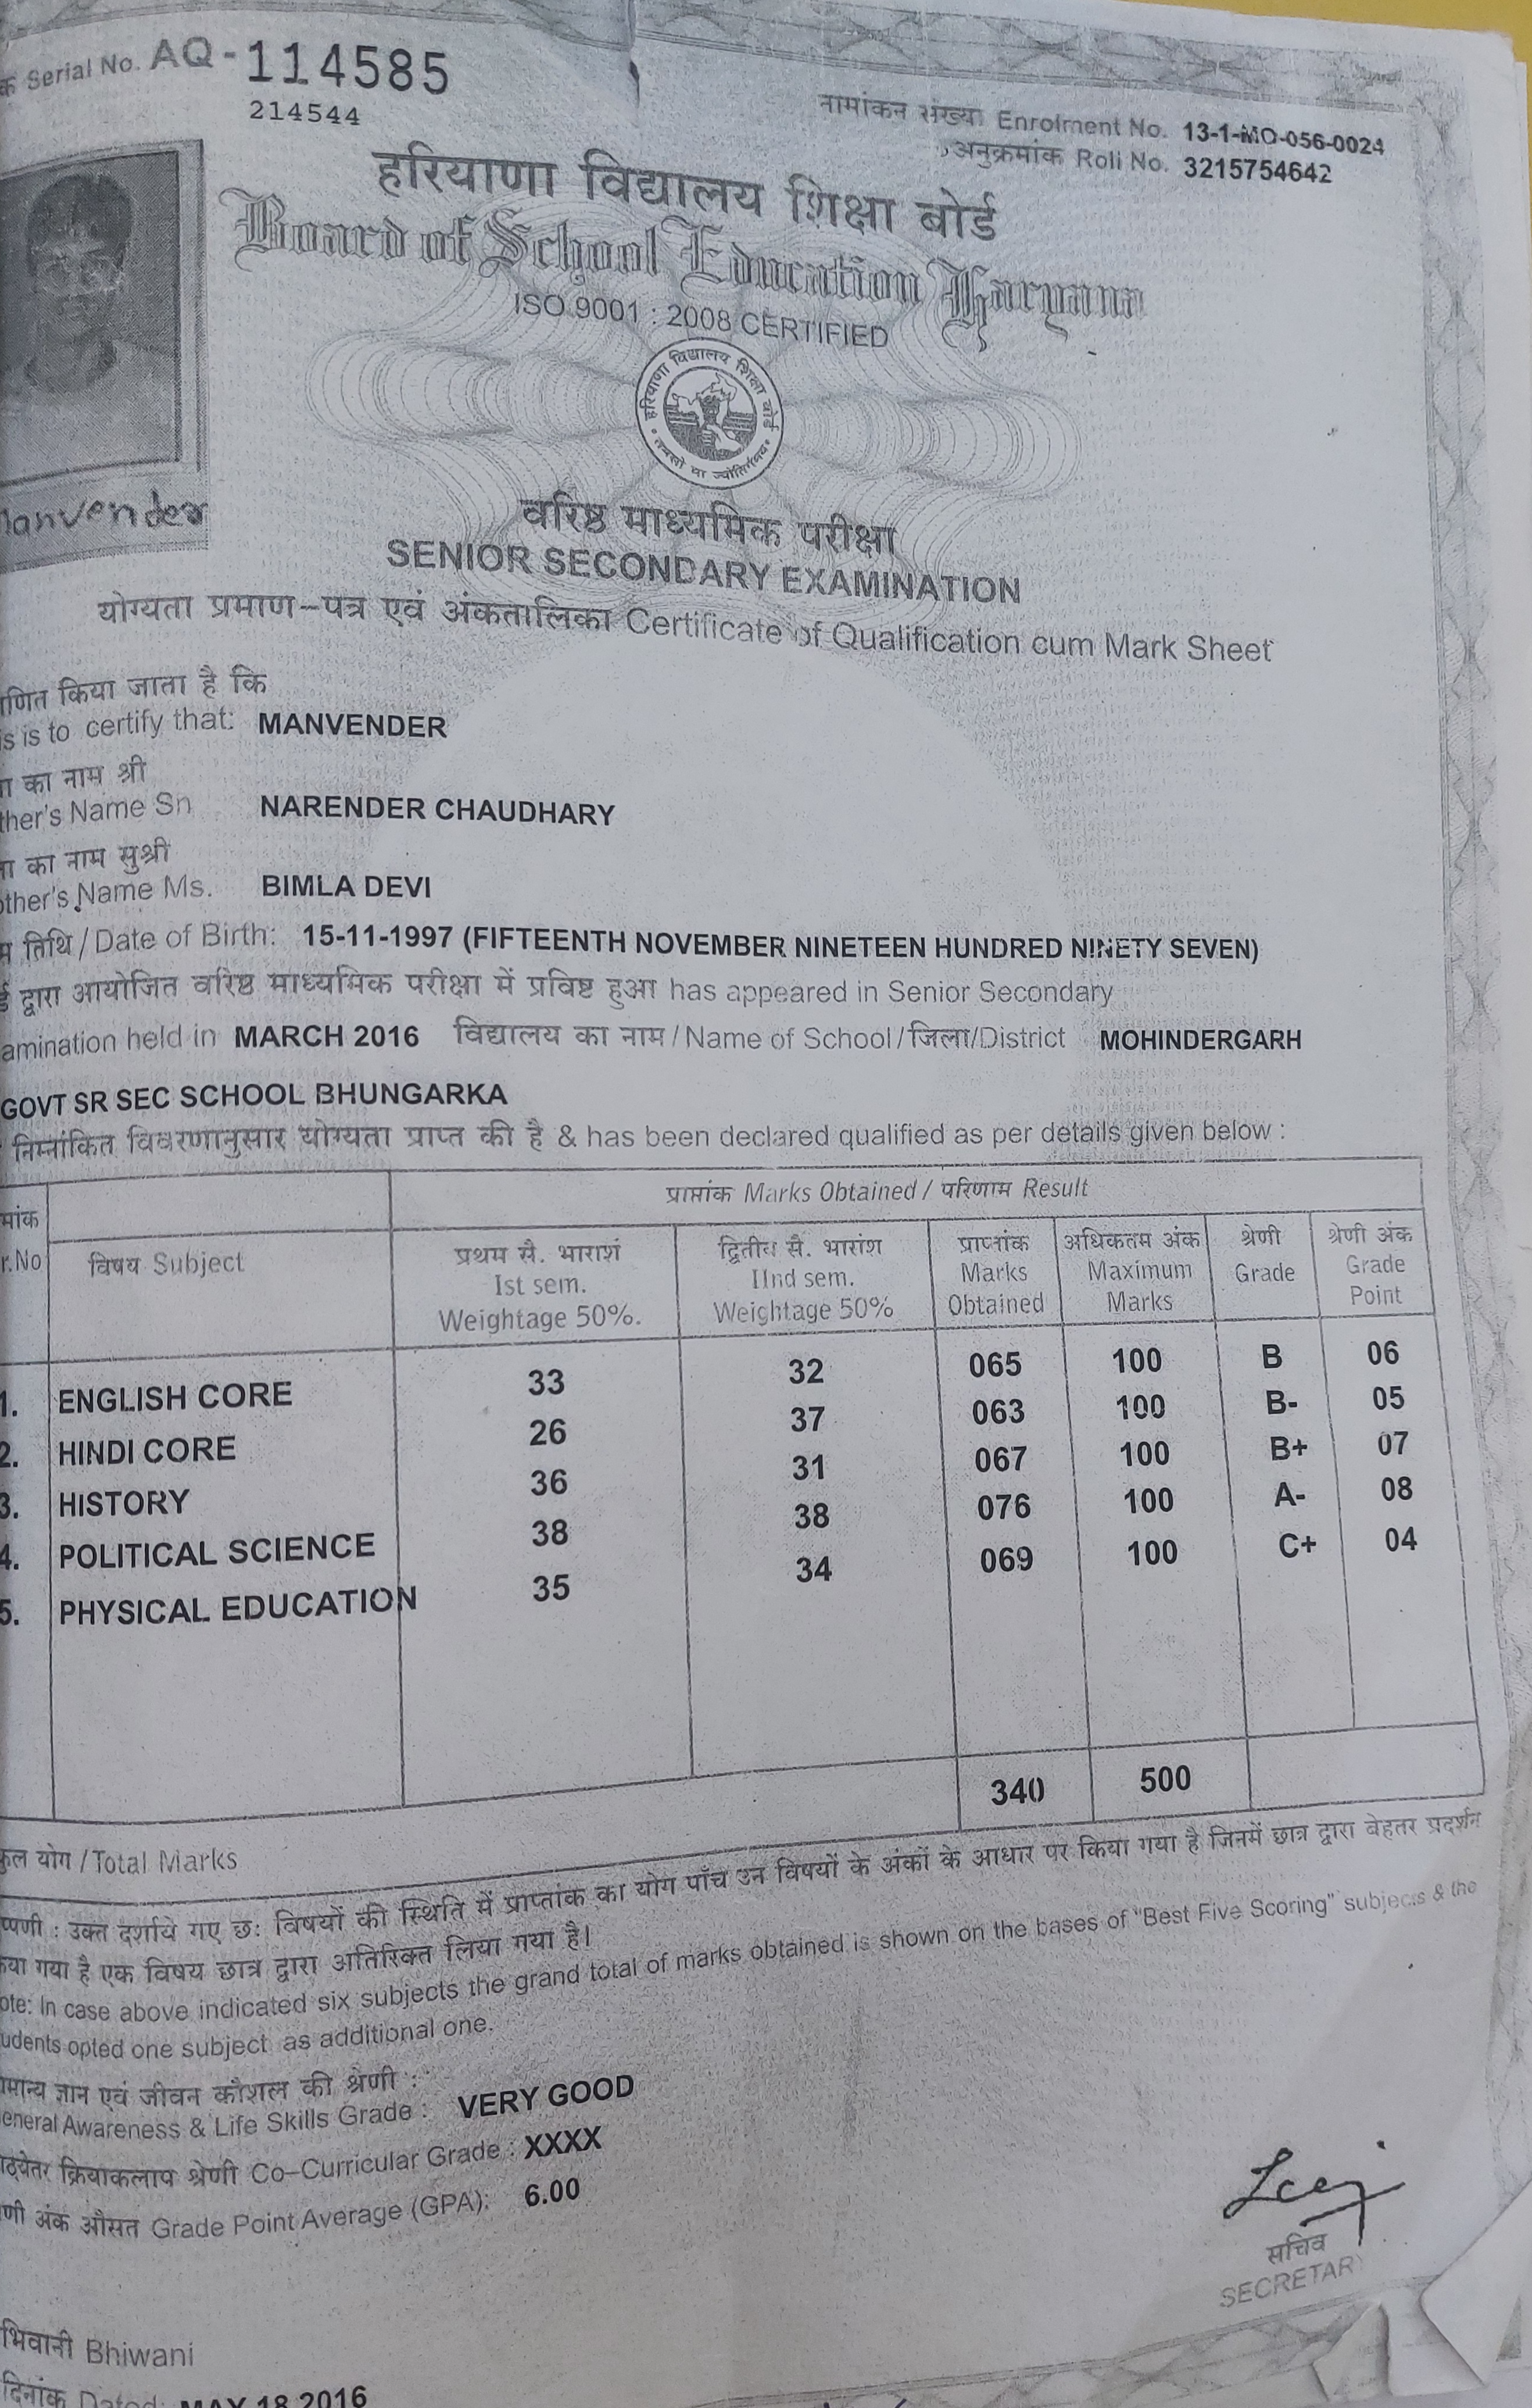 क Serial No. AQ-114585
214544
नामांकन संख्या Enrolment No. 13-1-MO-056-0024
अनुक्रमांक Roll No. 3215754642
हरियाणा विद्यालय शिक्षा बोर्ड
Board of School Education Haryana
ISO 9001 : 2008 CERTIFIED
हरियाणा विद्यालय शिक्षा बोर्ड
तमसो मा ज्योतिर्गमय
anvender
वरिष्ठ माध्यमिक परीक्षा
SENIOR SECONDARY EXAMINATION
योग्यता प्रमाण–पत्र एवं अंकतालिका Certificate of Qualification cum Mark Sheet
णित किया जाता है कि
is is to certify that: MANVENDER
ा का नाम श्री
ther's Name Sri NARENDER CHAUDHARY
ा का नाम सुश्री
other's Name Ms. BIMLA DEVI
म तिथि / Date of Birth: 15-11-1997 (FIFTEENTH NOVEMBER NINETEEN HUNDRED NINETY SEVEN)
र्ड द्वारा आयोजित वरिष्ठ माध्यमिक परीक्षा में प्रविष्ट हुआ has appeared in Senior Secondary
amination held in MARCH 2016 विद्यालय का नाम / Name of School / जिला/District MOHINDERGARH
GOVT SR SEC SCHOOL BHUNGARKA
निम्नांकित विवरणानुसार योग्यता प्राप्त की है & has been declared qualified as per details given below :
प्राप्तांक Marks Obtained / परिणाम Result
मांक r.No विषय Subject प्रथम सै. भाराशं Ist sem. Weightage 50%. द्वितीय सै. भारांश IInd sem. Weightage 50% प्राप्तांक Marks Obtained अधिकतम अंक Maximum Marks श्रेणी Grade श्रेणी अंक Grade Point
1. ENGLISH CORE 33 32 065 100 B 06
2. HINDI CORE 26 37 063 100 B- 05
3. HISTORY 36 31 067 100 B+ 07
4. POLITICAL SCIENCE 38 38 076 100 A- 08
5. PHYSICAL EDUCATION 35 34 069 100 C+ 04
कुल योग / Total Marks 340 500
प्पणी : उक्त दर्शाये गए छः विषयों की स्थिति में प्राप्तांक का योग पाँच उन विषयों के अंकों के आधार पर किया गया है जिनमें छात्र द्वारा बेहतर प्रदर्शन
या गया है एक विषय छात्र द्वारा अतिरिक्त लिया गया है।
ote: In case above indicated six subjects the grand total of marks obtained is shown on the bases of "Best Five Scoring" subjects & the
udents opted one subject as additional one.
मान्य ज्ञान एवं जीवन कौशल की श्रेणी :
eneral Awareness & Life Skills Grade : VERY GOOD
ाठ्येतर क्रियाकलाप श्रेणी Co–Curricular Grade : XXXX
णी अंक औसत Grade Point Average (GPA): 6.00
सचिव
SECRETARY
भिवानी Bhiwani
दिनांक Dated: MAY 18 2016